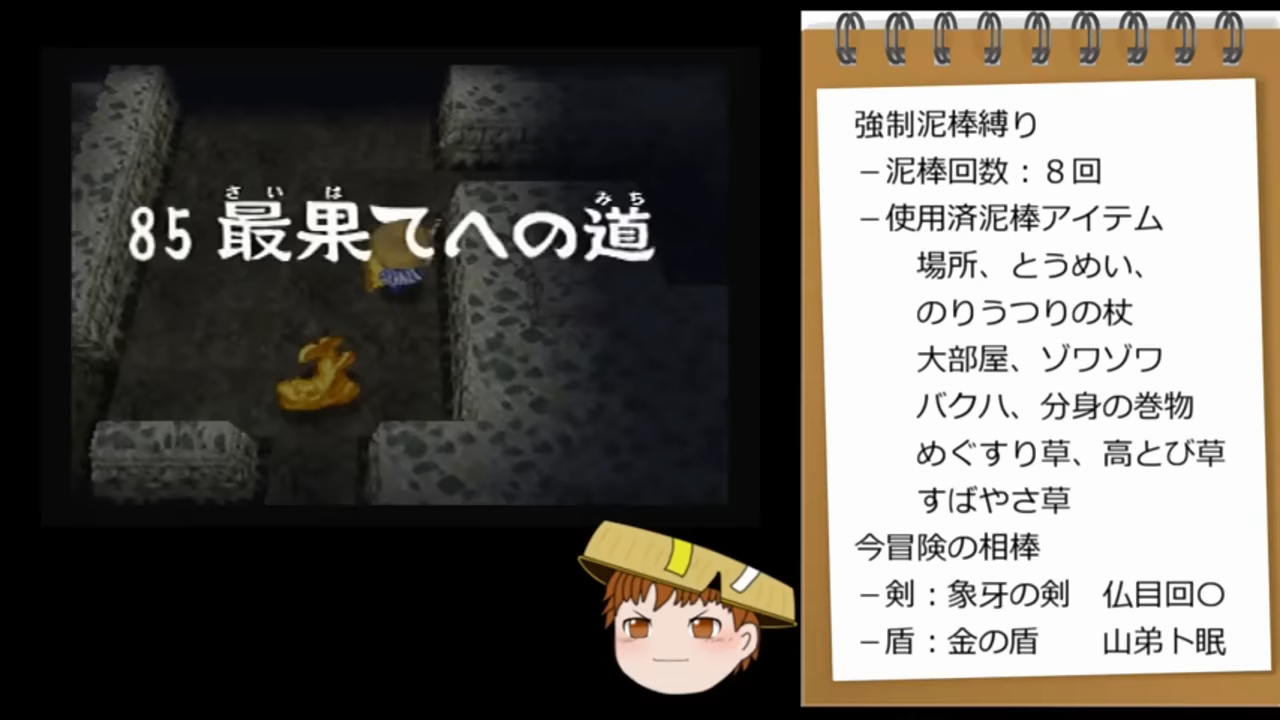 さい は みち
85 最果てへの道
強制泥棒縛り
－泥棒回数：８回
－使用済泥棒アイテム
場所、とうめい、
のりうつりの杖
大部屋、ゾワゾワ
バクハ、分身の巻物
めぐすり草、高とび草
すばやさ草
今冒険の相棒
－剣：象牙の剣　仏目回〇
－盾：金の盾　　山弟ト眠